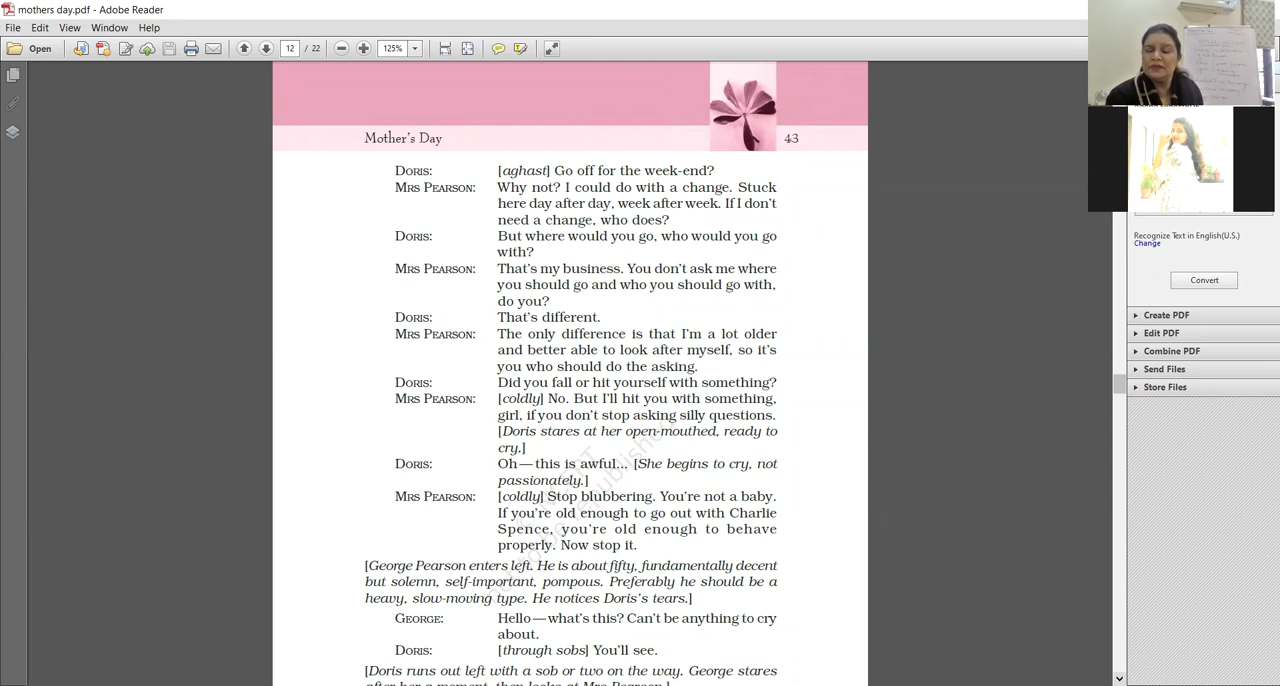 mothers day.pdf - Adobe Reader
File Edit View Window Help
Open 12 / 22 125%
Mother's Day 43
DORIS: [aghast] Go off for the week-end?
MRS PEARSON: Why not? I could do with a change. Stuck
here day after day, week after week. If I don't
need a change, who does?
DORIS: But where would you go, who would you go
with?
MRS PEARSON: That's my business. You don't ask me where
you should go and who you should go with,
do you?
DORIS: That's different.
MRS PEARSON: The only difference is that I'm a lot older
and better able to look after myself, so it's
you who should do the asking.
DORIS: Did you fall or hit yourself with something?
MRS PEARSON: [coldly] No. But I'll hit you with something,
girl, if you don't stop asking silly questions.
[Doris stares at her open-mouthed, ready to
cry.]
DORIS: Oh—this is awful... [She begins to cry, not
passionately.]
MRS PEARSON: [coldly] Stop blubbering. You're not a baby.
If you're old enough to go out with Charlie
Spence, you're old enough to behave
properly. Now stop it.
[George Pearson enters left. He is about fifty, fundamentally decent
but solemn, self-important, pompous. Preferably he should be a
heavy, slow-moving type. He notices Doris's tears.]
GEORGE: Hello—what's this? Can't be anything to cry
about.
DORIS: [through sobs] You'll see.
[Doris runs out left with a sob or two on the way. George stares
after her a moment, then looks at Mrs Pearson.]
Recognize Text in English(U.S.)
Change
Convert
Create PDF
Edit PDF
Combine PDF
Send Files
Store Files